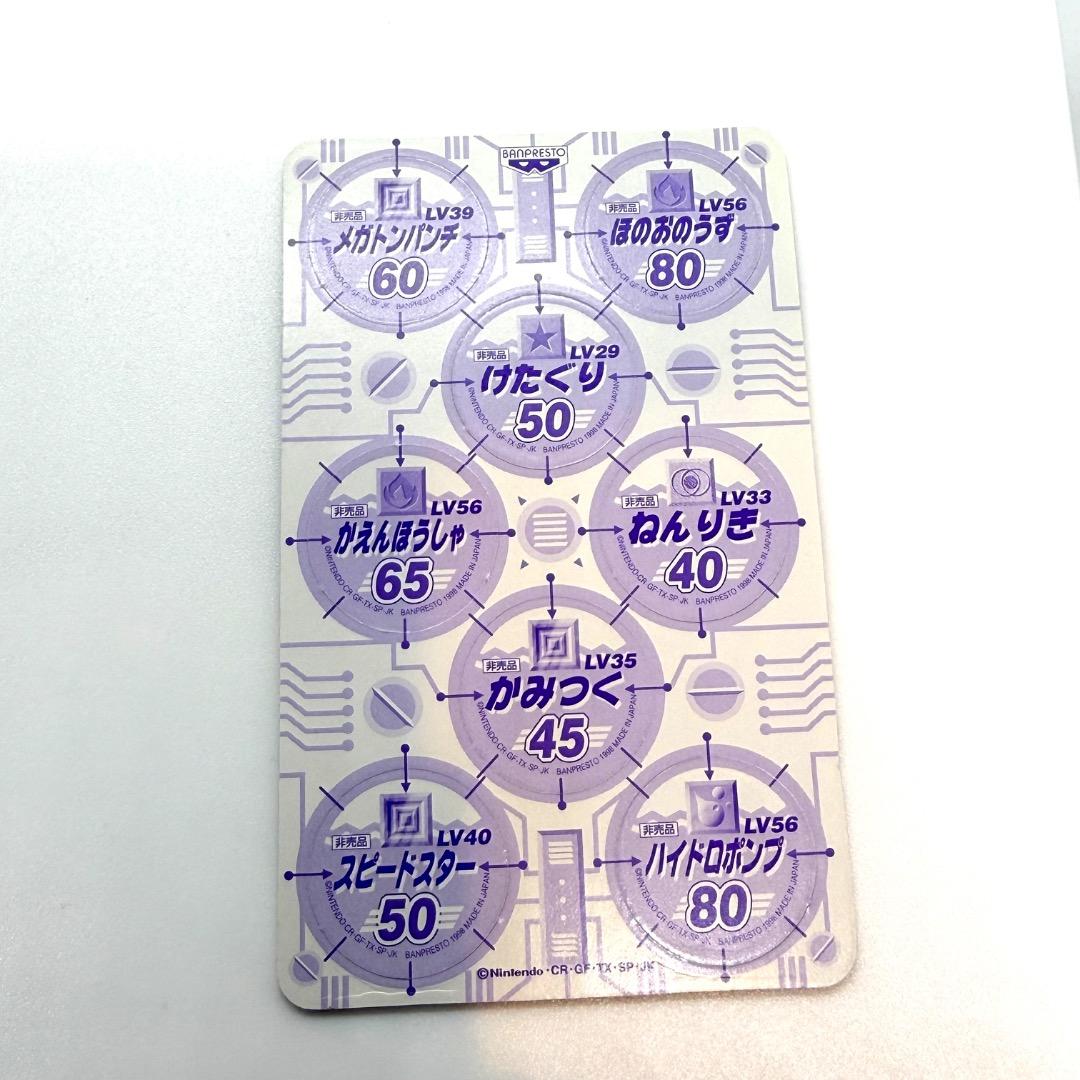 BANPRESTO
非売品 LV39
メガトンパンチ
60
©NINTENDO・CR・GF・TX・SP・JK BANPRESTO 1998 MADE IN JAPAN
非売品 LV56
ほのおのうず
80
©NINTENDO・CR・GF・TX・SP・JK BANPRESTO 1998 MADE IN JAPAN
非売品 LV29
けたぐり
50
©NINTENDO・CR・GF・TX・SP・JK BANPRESTO 1998 MADE IN JAPAN
非売品 LV56
かえんほうしゃ
65
©NINTENDO・CR・GF・TX・SP・JK BANPRESTO 1998 MADE IN JAPAN
非売品 LV33
ねんりき
40
©NINTENDO・CR・GF・TX・SP・JK BANPRESTO 1998 MADE IN JAPAN
非売品 LV35
かみつく
45
©NINTENDO・CR・GF・TX・SP・JK BANPRESTO 1998 MADE IN JAPAN
非売品 LV40
スピードスター
50
©NINTENDO・CR・GF・TX・SP・JK BANPRESTO 1998 MADE IN JAPAN
非売品 LV56
ハイドロポンプ
80
©NINTENDO・CR・GF・TX・SP・JK BANPRESTO 1998 MADE IN JAPAN
©Nintendo・CR・GF・TX・SP・JK